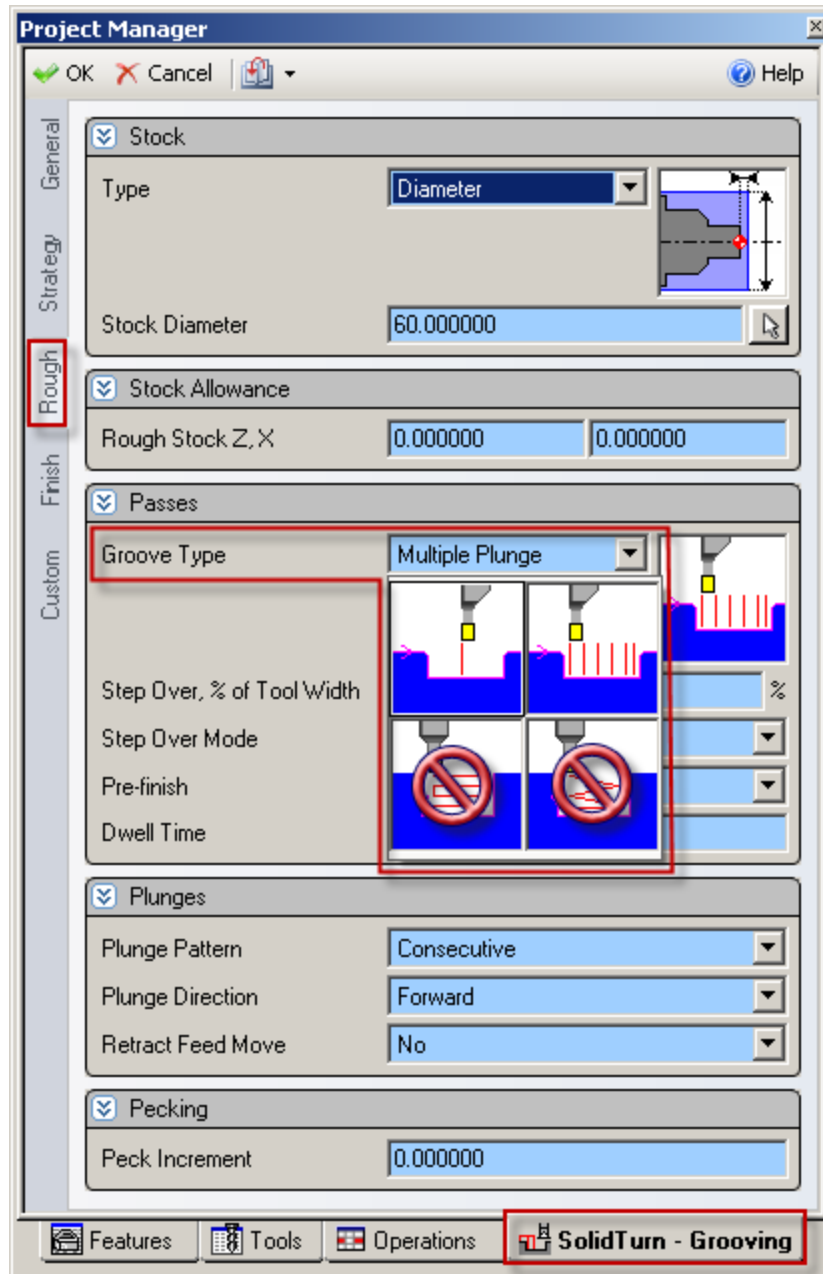 Project Manager
OK Cancel Help
General
Strategy
Rough
Finish
Custom
Stock
Type Diameter
Stock Diameter 60.000000
Stock Allowance
Rough Stock Z, X 0.000000 0.000000
Passes
Groove Type Multiple Plunge
Step Over, % of Tool Width %
Step Over Mode
Pre-finish
Dwell Time
Plunges
Plunge Pattern Consecutive
Plunge Direction Forward
Retract Feed Move No
Pecking
Peck Increment 0.000000
Features Tools Operations SolidTurn - Grooving